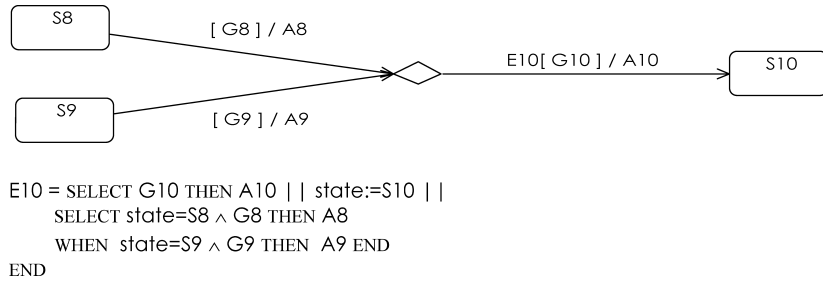 S8
[ G8 ] / A8
E10[ G10 ] / A10
S10
S9
[ G9 ] / A9
E10 = SELECT G10 THEN A10 || state:=S10 ||
SELECT state=S8 ∧ G8 THEN A8
WHEN state=S9 ∧ G9 THEN A9 END
END